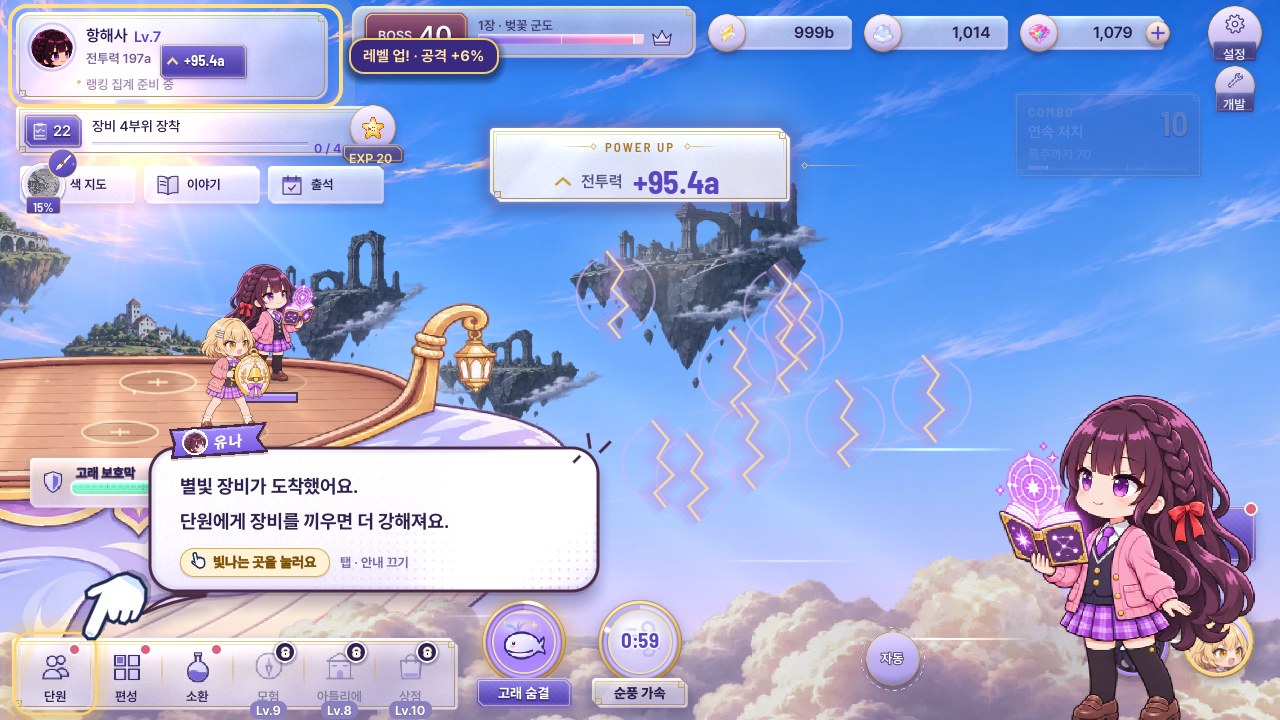 항해사 Lv.7
전투력 197a
+95.4a
랭킹 집계 준비 중
BOSS 40
1장 · 벚꽃 군도
레벨 업! · 공격 +6%
999b
1,014
1,079
설정
개발
22
장비 4부위 장착
0 / 4
EXP 20
색 지도
15%
이야기
출석
POWER UP
전투력 +95.4a
COMBO
연속 처치
10
폭주까지 70
고래 보호막
유나
별빛 장비가 도착했어요.
단원에게 장비를 끼우면 더 강해져요.
빛나는 곳을 눌러요
탭 · 안내 끄기
단원
편성
소환
모험
Lv.9
아틀리에
Lv.8
상점
Lv.10
고래 숨결
0:59
순풍 가속
자동